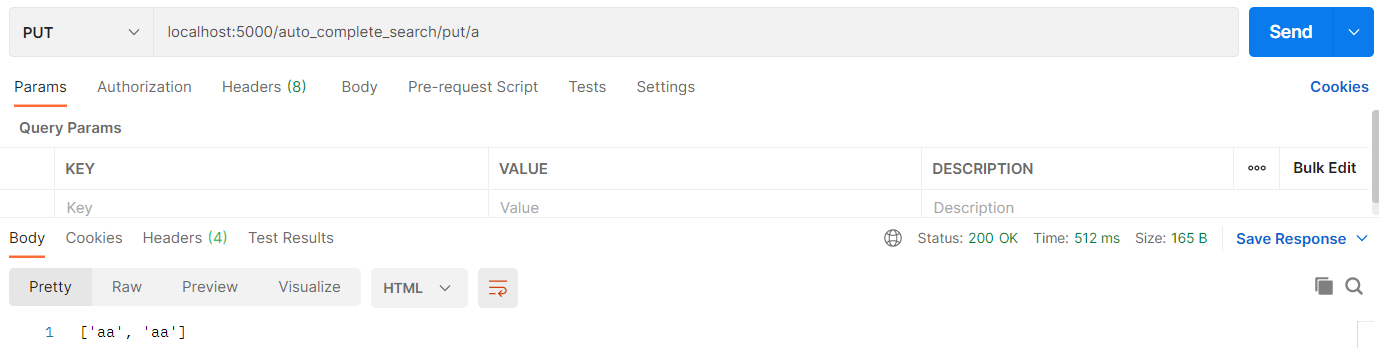 PUT localhost:5000/auto_complete_search/put/a Send
Params Authorization Headers (8) Body Pre-request Script Tests Settings Cookies
Query Params
KEY VALUE DESCRIPTION ooo Bulk Edit
Key Value Description
Body Cookies Headers (4) Test Results Status: 200 OK Time: 512 ms Size: 165 B Save Response
Pretty Raw Preview Visualize HTML
1 ['aa', 'aa']